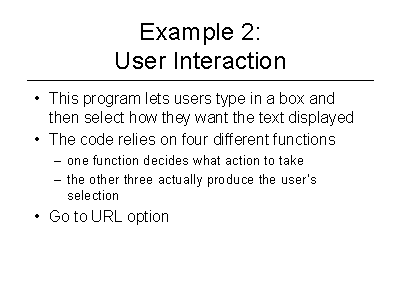 Example 2:
User Interaction
• This program lets users type in a box and
then select how they want the text displayed
• The code relies on four different functions
– one function decides what action to take
– the other three actually produce the user's
selection
• Go to URL option